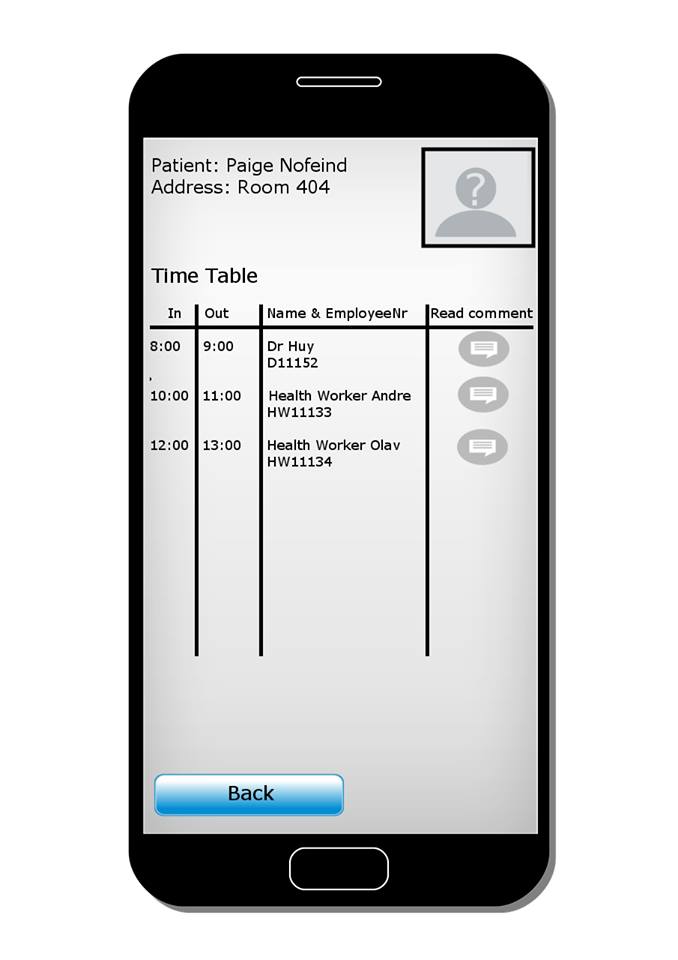 Patient: Paige Nofeind
Address: Room 404
?
Time Table
In Out Name & EmployeeNr Read comment
8:00 9:00 Dr Huy
D11152
10:00 11:00 Health Worker Andre
HW11133
12:00 13:00 Health Worker Olav
HW11134
Back